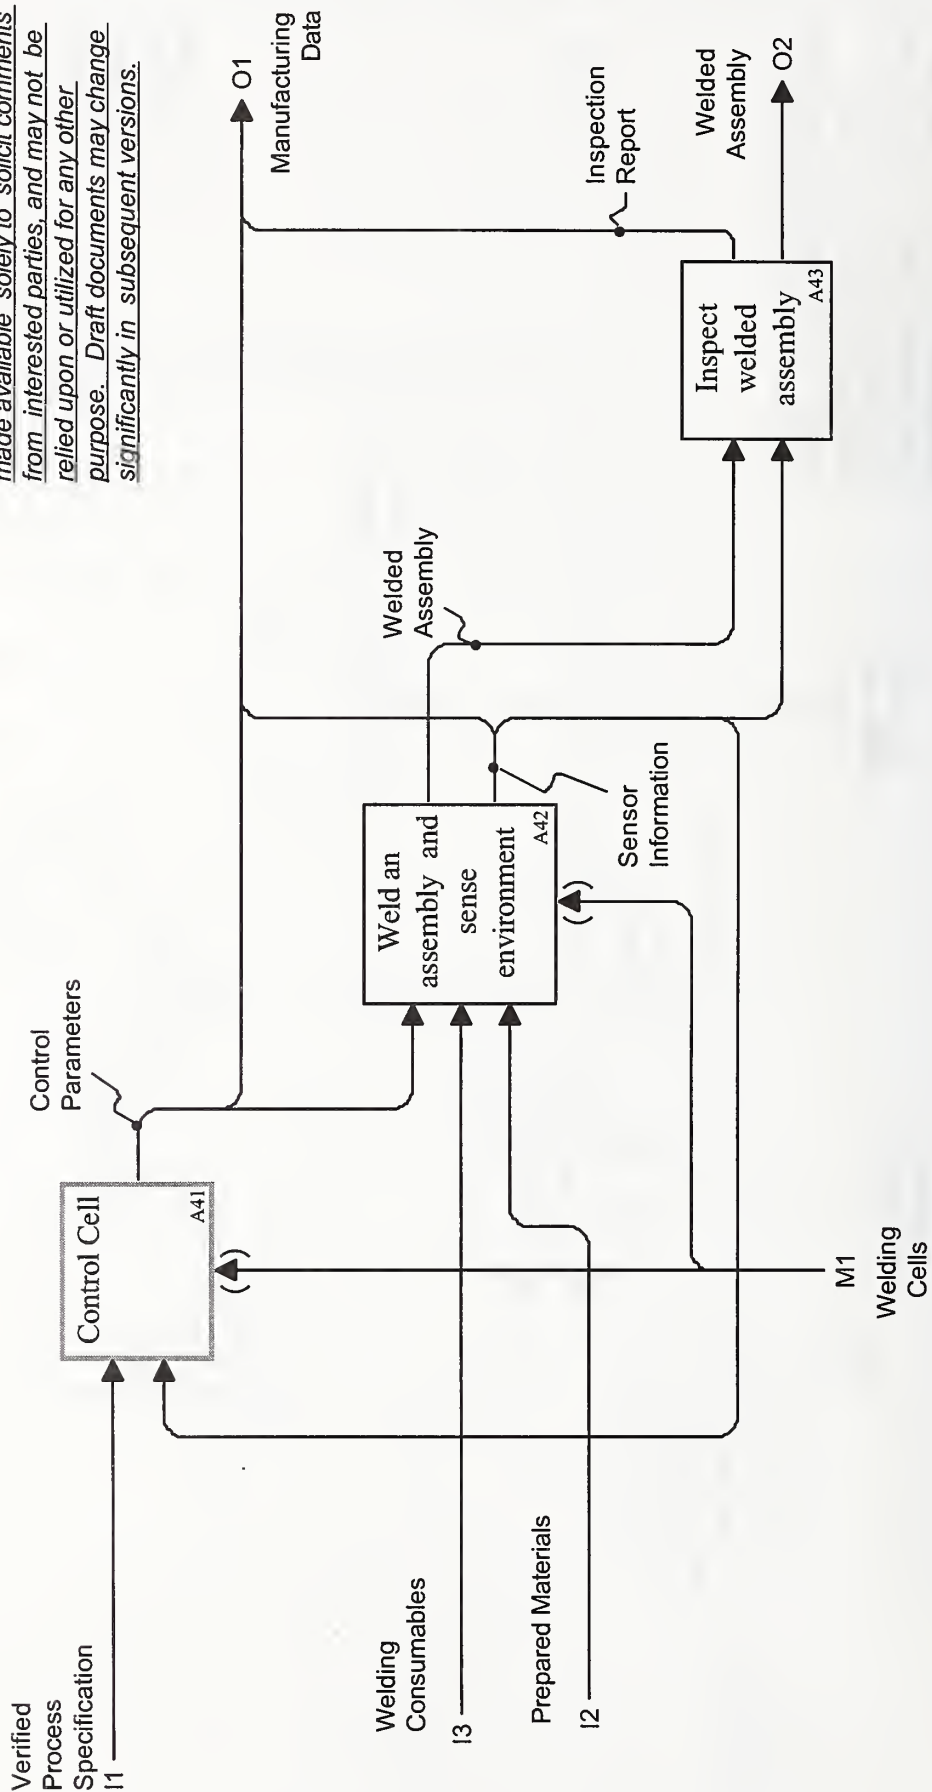 made available solely to solicit comments
from interested parties, and may not be
relied upon or utilized for any other
purpose. Draft documents may change
significantly in subsequent versions.
Verified
Process
Specification
I1
Control Cell
A41
Control
Parameters
O1
Manufacturing
Data
Welding
Consumables
I3
Prepared Materials
I2
Weld an
assembly and
sense
environment
A42
Welded
Assembly
Sensor
Information
Inspection
Report
Inspect
welded
assembly
A43
Welded
Assembly
O2
M1
Welding
Cells